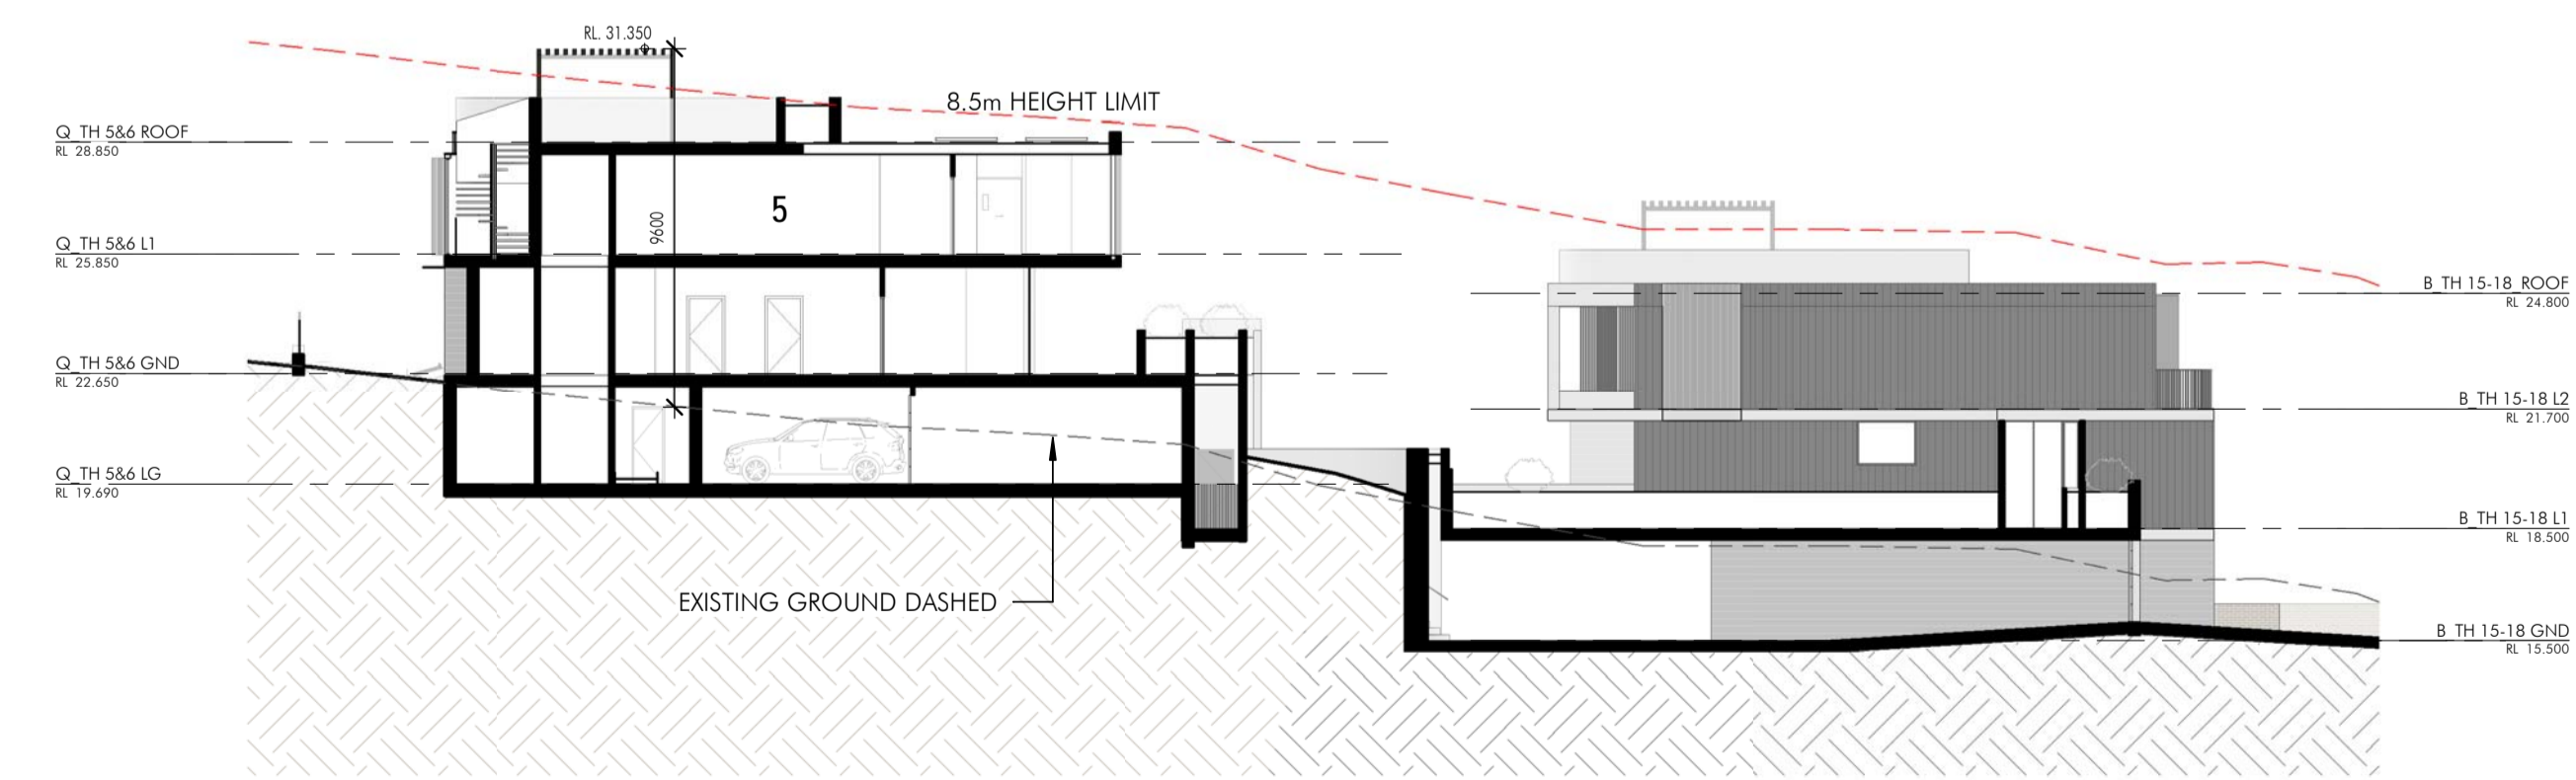 RL. 31.350
8.5m HEIGHT LIMIT
Q_TH 5&6 ROOF
RL 28.850
5
9600
Q_TH 5&6 L1
RL 25.850
Q_TH 5&6 GND
RL 22.650
Q_TH 5&6 LG
RL 19.690
EXISTING GROUND DASHED
B_TH 15-18_ROOF
RL 24.800
B_TH 15-18 L2
RL 21.700
B_TH 15-18 L1
RL 18.500
B_TH 15-18 GND
RL 15.500